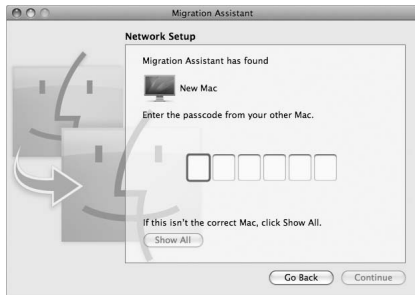 Migration Assistant
Network Setup
Migration Assistant has found
New Mac
Enter the passcode from your other Mac.
If this isn't the correct Mac, click Show All.
Show All
Go Back
Continue